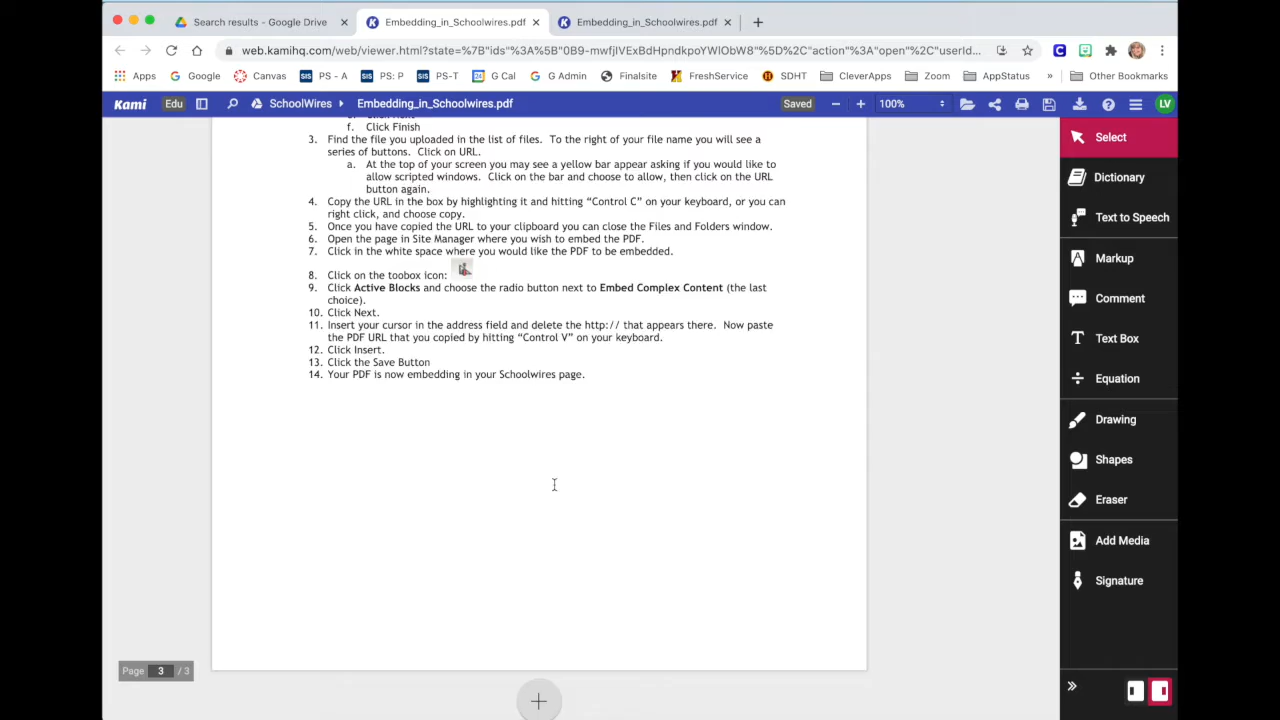 Search results - Google Drive
Embedding_in_Schoolwires.pdf
Embedding_in_Schoolwires.pdf
web.kamihq.com/web/viewer.html?state=%7B"ids"%3A%5B"0B9-mwfjIVExBdHpndkpoYWlObW8"%5D%2C"action"%3A"open"%2C"userId...
Apps
Google
Canvas
SIS PS - A
SIS PS: P
SIS PS-T
G Cal
G Admin
Finalsite
FreshService
SDHT
CleverApps
Zoom
AppStatus
»
Other Bookmarks
Kami Edu
SchoolWires
Embedding_in_Schoolwires.pdf
Saved
100%
LV
f. Click Finish
3. Find the file you uploaded in the list of files. To the right of your file name you will see a
series of buttons. Click on URL.
a. At the top of your screen you may see a yellow bar appear asking if you would like to
allow scripted windows. Click on the bar and choose to allow, then click on the URL
button again.
4. Copy the URL in the box by highlighting it and hitting "Control C" on your keyboard, or you can
right click, and choose copy.
5. Once you have copied the URL to your clipboard you can close the Files and Folders window.
6. Open the page in Site Manager where you wish to embed the PDF.
7. Click in the white space where you would like the PDF to be embedded.
8. Click on the toobox icon:
9. Click Active Blocks and choose the radio button next to Embed Complex Content (the last
choice).
10. Click Next.
11. Insert your cursor in the address field and delete the http:// that appears there. Now paste
the PDF URL that you copied by hitting "Control V" on your keyboard.
12. Click Insert.
13. Click the Save Button
14. Your PDF is now embedding in your Schoolwires page.
Select
Dictionary
Text to Speech
Markup
Comment
Text Box
Equation
Drawing
Shapes
Eraser
Add Media
Signature
Page 3 / 3